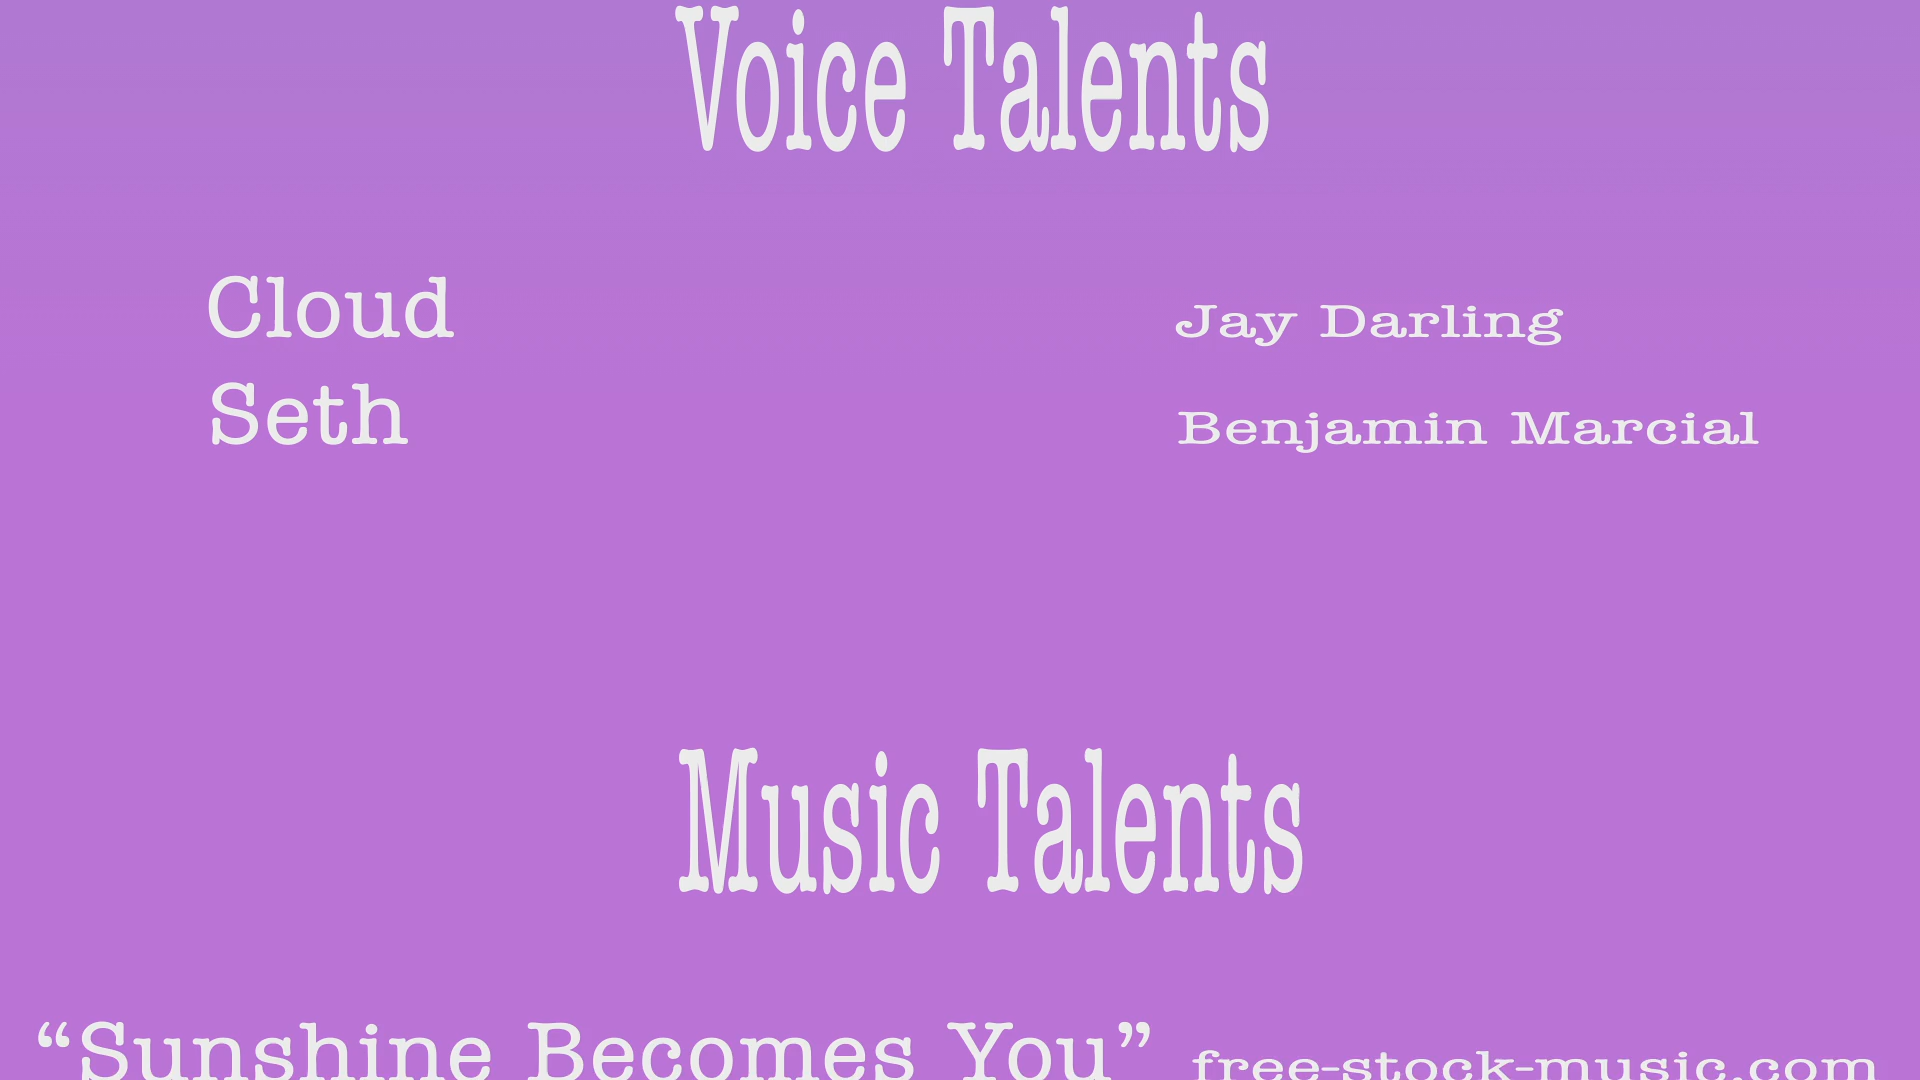 Voice Talents
Cloud Jay Darling
Seth Benjamin Marcial
Music Talents
“Sunshine Becomes You” free-stock-music.com